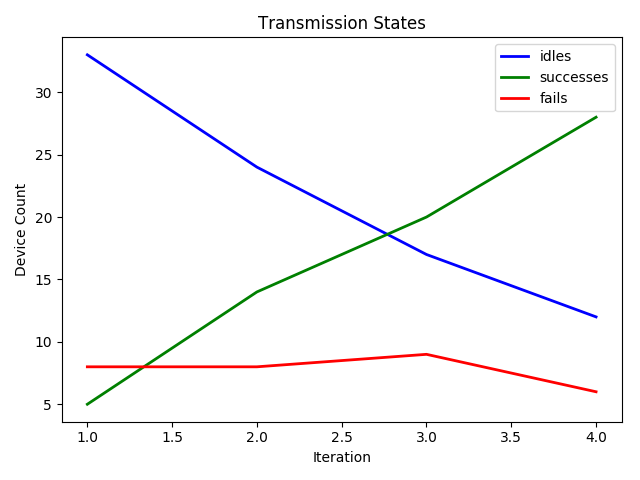 Transmission States
idles
successes
fails
Device Count
30
25
20
15
10
5
1.0 1.5 2.0 2.5 3.0 3.5 4.0
Iteration